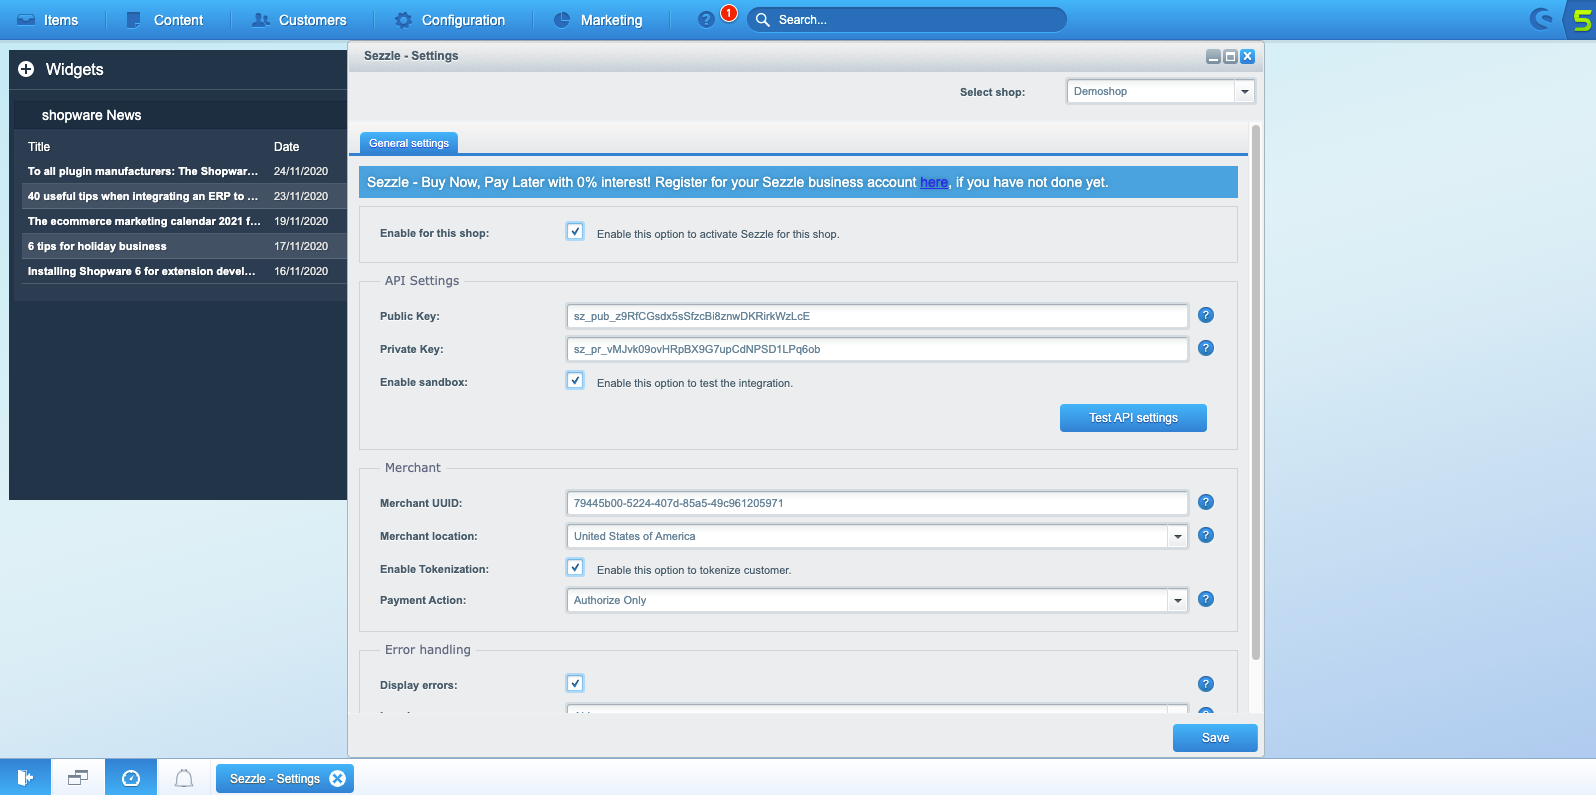 Items Content Customers Configuration Marketing ? 1 Search...
Widgets
shopware News
Title Date
To all plugin manufacturers: The Shopwar... 24/11/2020
40 useful tips when integrating an ERP to ... 23/11/2020
The ecommerce marketing calendar 2021 f... 19/11/2020
6 tips for holiday business 17/11/2020
Installing Shopware 6 for extension devel... 16/11/2020
Sezzle - Settings
Select shop: Demoshop
General settings
Sezzle - Buy Now, Pay Later with 0% interest! Register for your Sezzle business account here, if you have not done yet.
Enable for this shop: Enable this option to activate Sezzle for this shop.
API Settings
Public Key: sz_pub_z9RfCGsdx5sSfzcBi8znwDKRirkWzLcE ?
Private Key: sz_pr_vMJvk09ovHRpBX9G7upCdNPSD1LPq6ob ?
Enable sandbox: Enable this option to test the integration.
Test API settings
Merchant
Merchant UUID: 79445b00-5224-407d-85a5-49c961205971 ?
Merchant location: United States of America ?
Enable Tokenization: Enable this option to tokenize customer.
Payment Action: Authorize Only ?
Error handling
Display errors: ?
Save
Sezzle - Settings